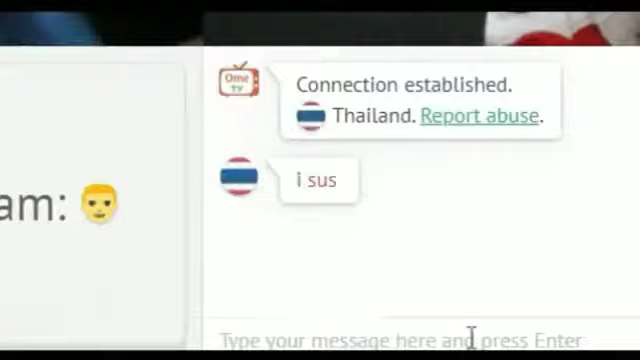 Ome
TV
Connection established.
Thailand. Report abuse.
i sus
am:
Type your message here and press Enter